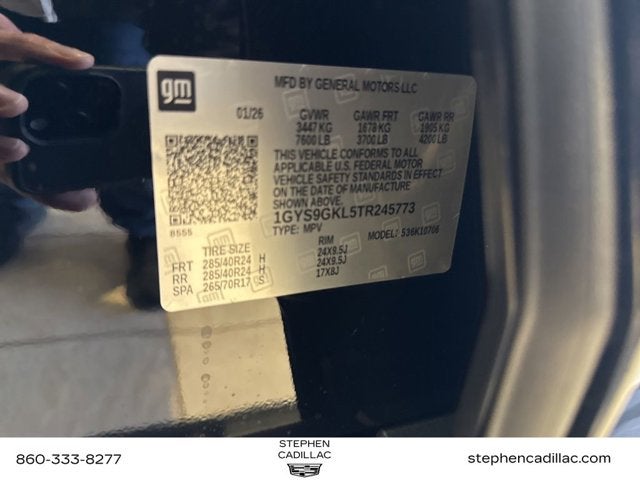 gm
MFD BY GENERAL MOTORS LLC
01/26 GVWR GAWR FRT GAWR RR
3447 KG 1678 KG 1905 KG
7600 LB 3700 LB 4200 LB
THIS VEHICLE CONFORMS TO ALL
APPLICABLE U.S. FEDERAL MOTOR
VEHICLE SAFETY STANDARDS IN EFFECT
ON THE DATE OF MANUFACTURE
SHOWN ABOVE.
8555
1GYS9GKL5TR245773
TYPE: MPV MODEL: 536K10706
TIRE SIZE RIM
FRT 285/40R24 H 24X9.5J
RR 285/40R24 H 24X9.5J
SPA 265/70R17 S 17X8J
860-333-8277
STEPHEN
CADILLAC
stephencadillac.com